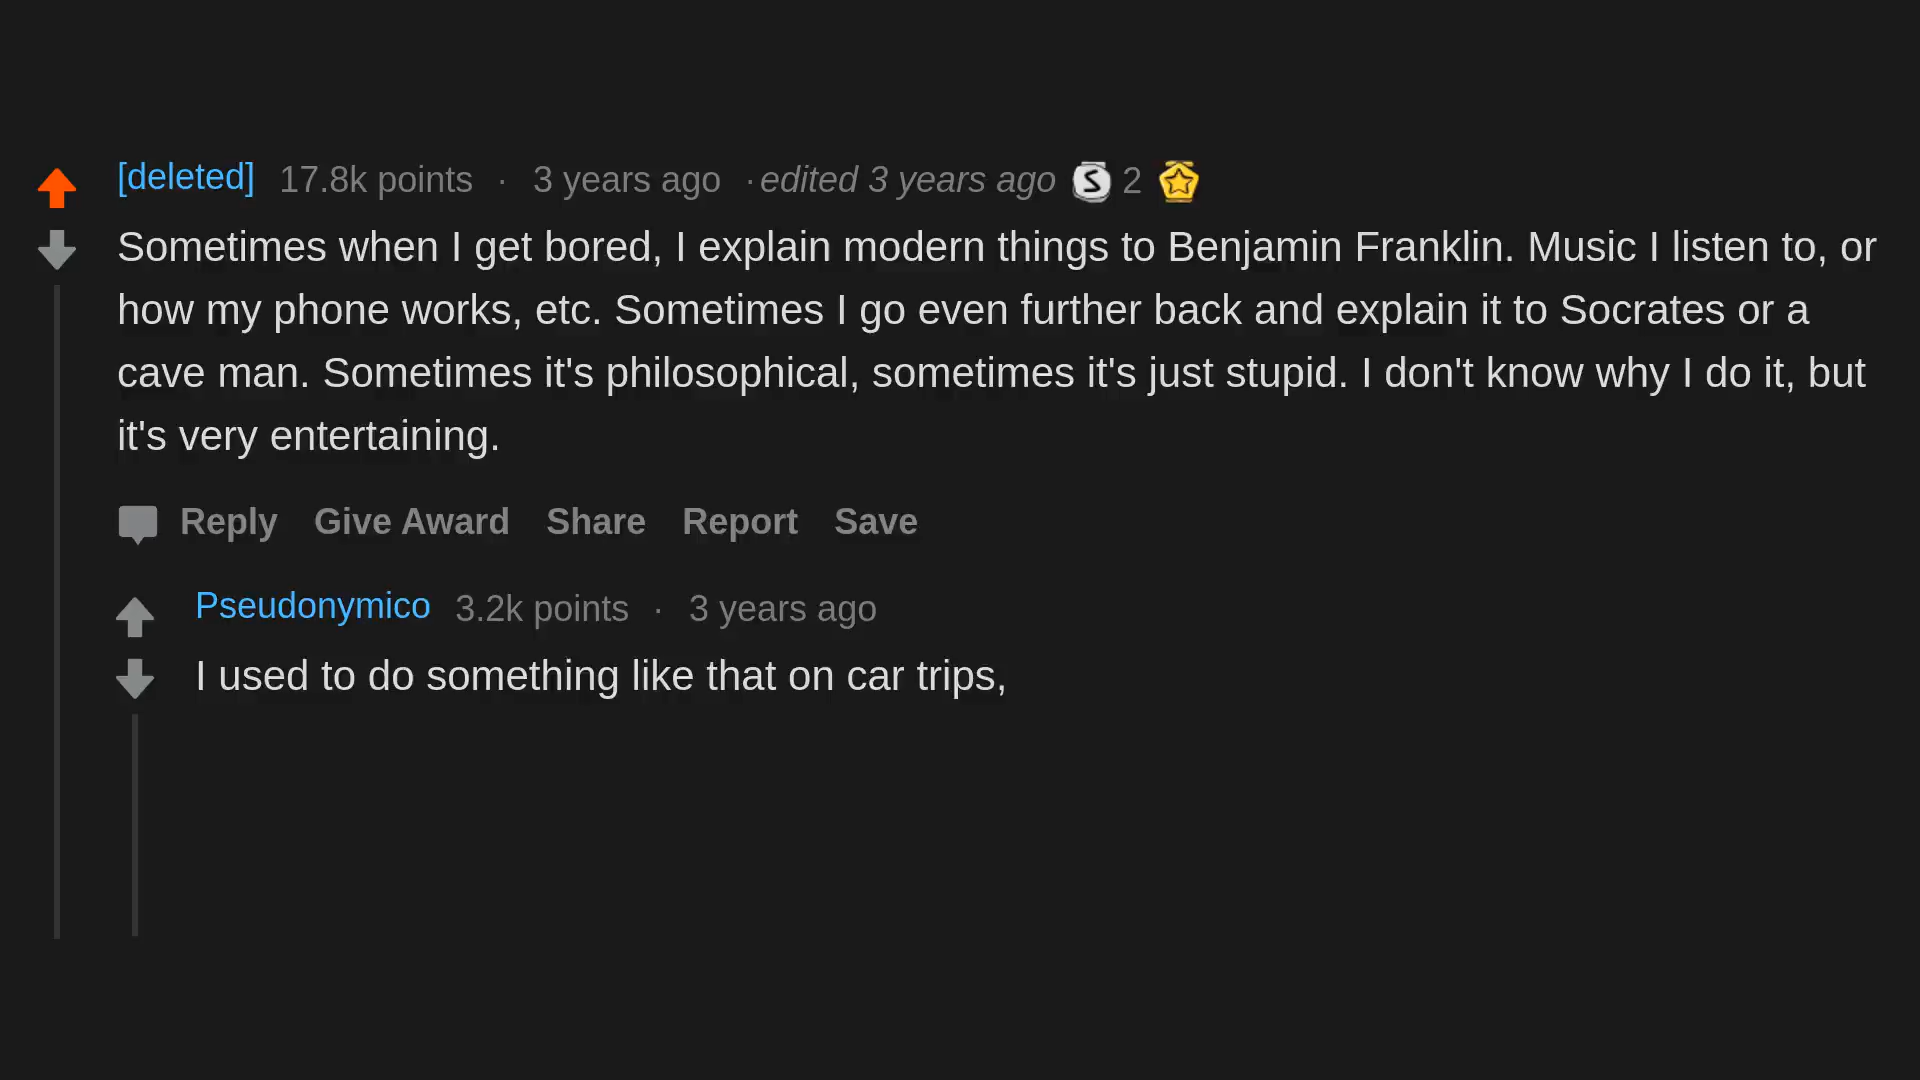 [deleted] 17.8k points · 3 years ago · edited 3 years ago S 2
Sometimes when I get bored, I explain modern things to Benjamin Franklin. Music I listen to, or
how my phone works, etc. Sometimes I go even further back and explain it to Socrates or a
cave man. Sometimes it's philosophical, sometimes it's just stupid. I don't know why I do it, but
it's very entertaining.
Reply Give Award Share Report Save
Pseudonymico 3.2k points · 3 years ago
I used to do something like that on car trips,